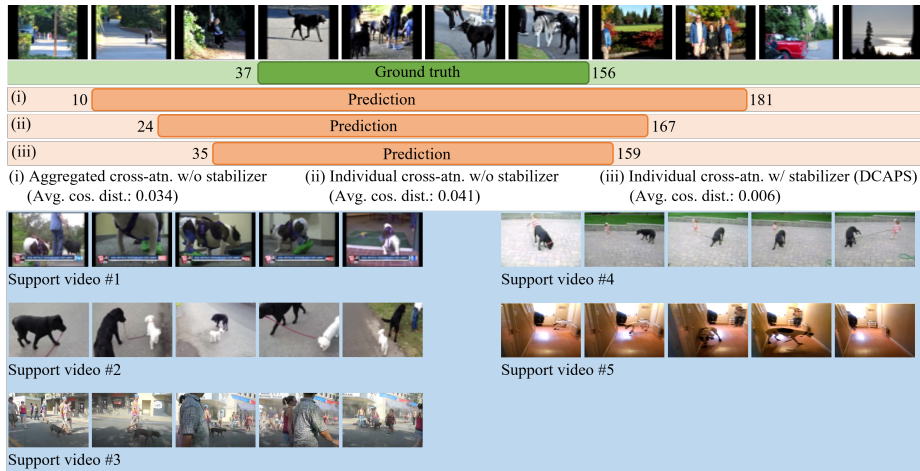 37 Ground truth 156
(i) 10 Prediction 181
(ii) 24 Prediction 167
(iii) 35 Prediction 159
(i) Aggregated cross-atn. w/o stabilizer (ii) Individual cross-atn. w/o stabilizer (iii) Individual cross-atn. w/ stabilizer (DCAPS)
(Avg. cos. dist.: 0.034) (Avg. cos. dist.: 0.041) (Avg. cos. dist.: 0.006)
Support video #1 Support video #4
Support video #2 Support video #5
Support video #3